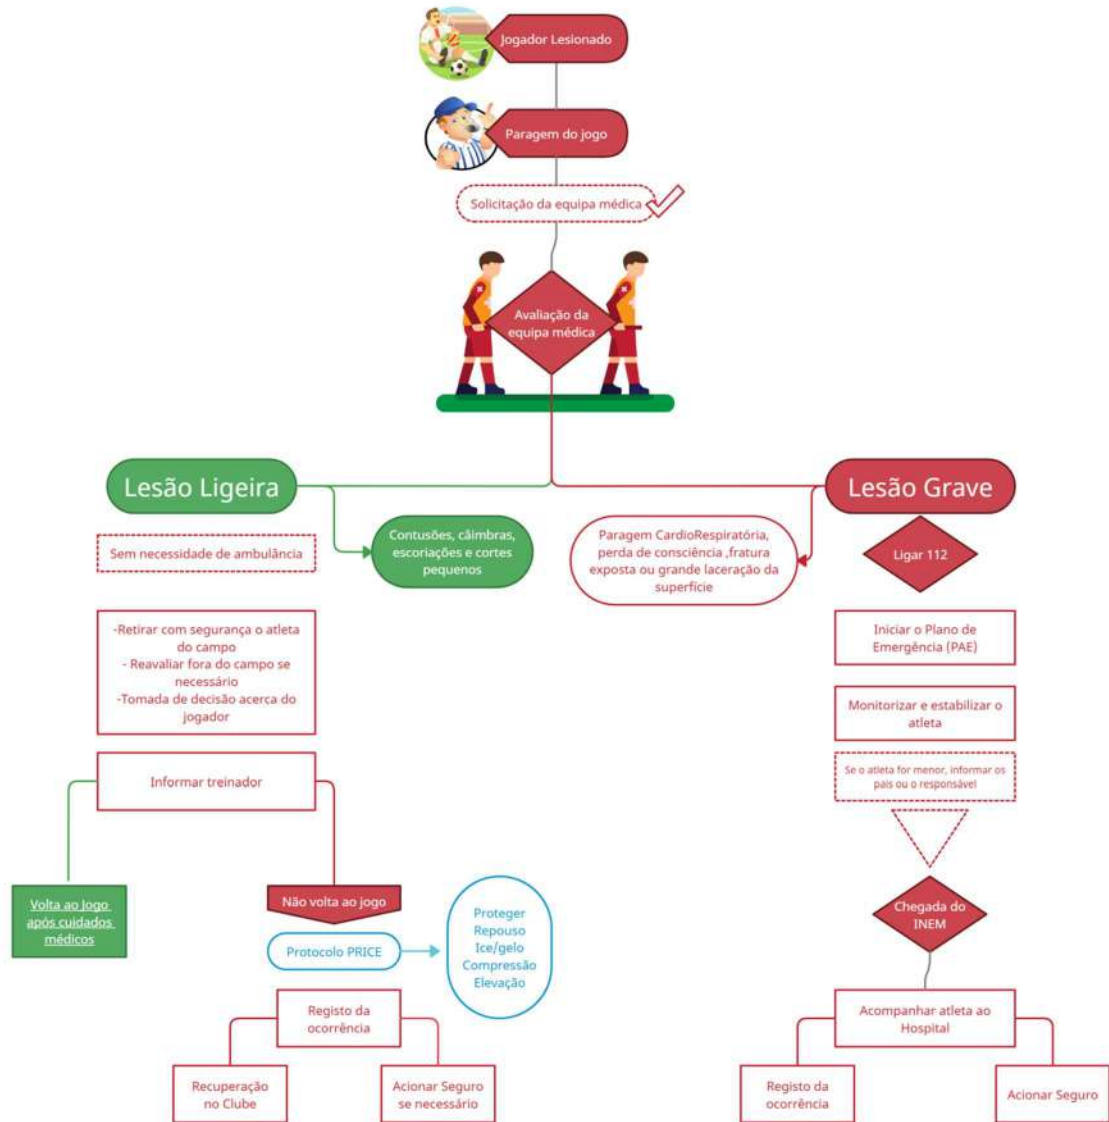 Jogador Lesionado
Paragem do jogo
Solicitação da equipa médica
Avaliação da
equipa médica
Lesão Ligeira
Lesão Grave
Contusões, câimbras,
escoriações e cortes
pequenos
Paragem CardioRespiratória,
perda de consciência ,fratura
exposta ou grande laceração da
superfície
Sem necessidade de ambulância
Ligar 112
-Retirar com segurança o atleta
do campo
- Reavaliar fora do campo se
necessário
-Tomada de decisão acerca do
jogador
Iniciar o Plano de
Emergência (PAE)
Monitorizar e estabilizar o
atleta
Informar treinador
Se o atleta for menor, informar os
pais ou o responsável
Volta ao Jogo
após cuidados
médicos
Não volta ao jogo
Protocolo PRICE
Proteger
Repouso
Ice/gelo
Compressão
Elevação
Chegada do
INEM
Registo da
ocorrência
Acompanhar atleta ao
Hospital
Recuperação
no Clube
Acionar Seguro
se necessário
Registo da
ocorrência
Acionar Seguro